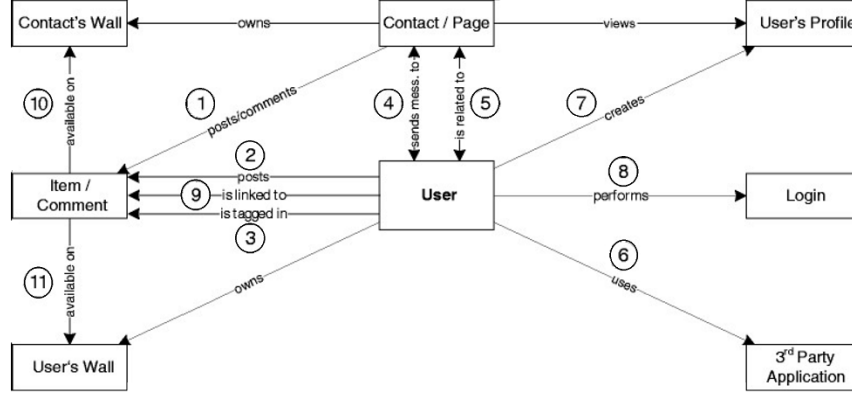 Contact's Wall
owns
Contact / Page
views
User's Profile
10
available on
1
posts/comments
4
sends mess. to
is related to
5
7
creates
2
posts
Item /
Comment
9
is linked to
is tagged in
3
User
8
performs
Login
11
available on
owns
6
uses
User's Wall
3rd Party
Application